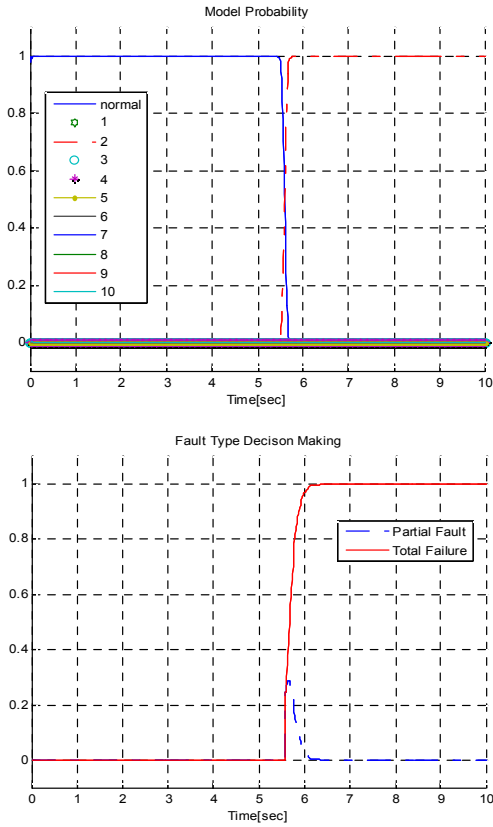 Model Probability
1
0.8
0.6
0.4
0.2
0
normal
1
2
3
4
5
6
7
8
9
10
0 1 2 3 4 5 6 7 8 9 10
Time[sec]
Fault Type Decison Making
1
0.8
0.6
0.4
0.2
0
Partial Fault
Total Failure
0 1 2 3 4 5 6 7 8 9 10
Time[sec]